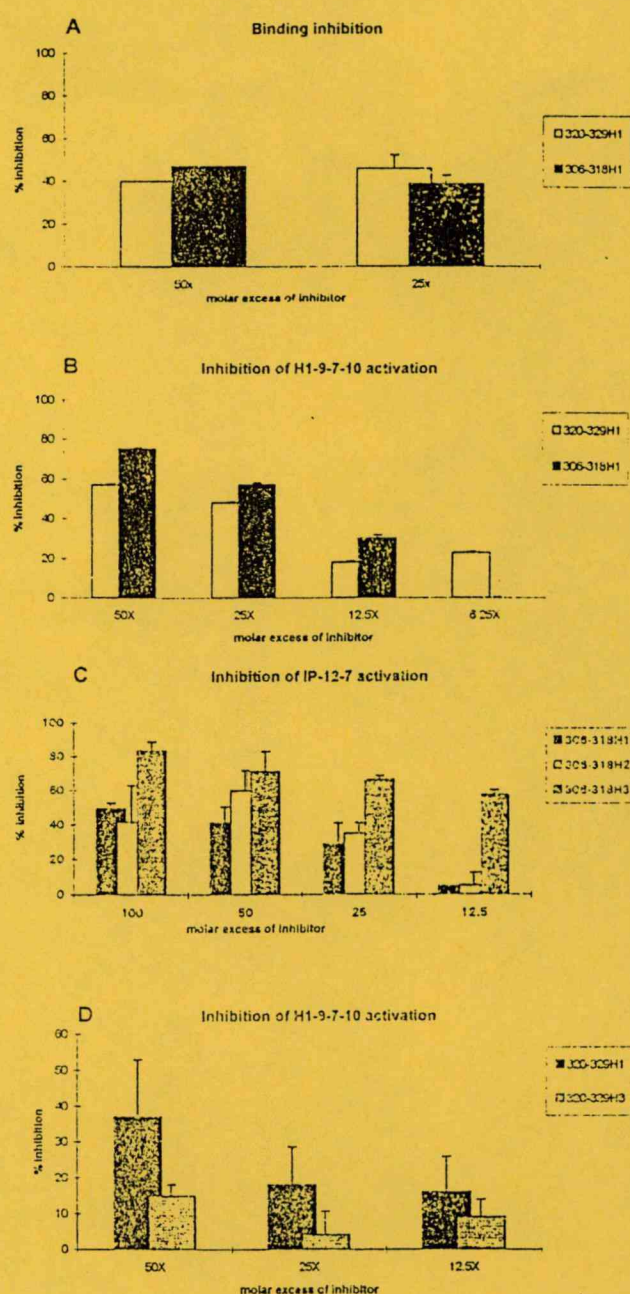 A
Binding inhibition
100
80
60
40
20
0
% inhibition
50x
25x
molar excess of inhibitor
320-329H1
306-318H1
B
Inhibition of H1-9-7-10 activation
100
80
60
40
20
0
% inhibition
50X
25X
12.5X
6.25X
molar excess of inhibitor
320-329H1
306-318H1
C
Inhibition of IP-12-7 activation
100
80
60
40
20
0
% inhibition
100
50
25
12.5
molar excess of inhibitor
306-318H1
306-318H2
306-318H3
D
Inhibition of H1-9-7-10 activation
60
50
40
30
20
10
0
% inhibition
50X
25X
12.5X
molar excess of inhibitor
320-329H1
320-329H3